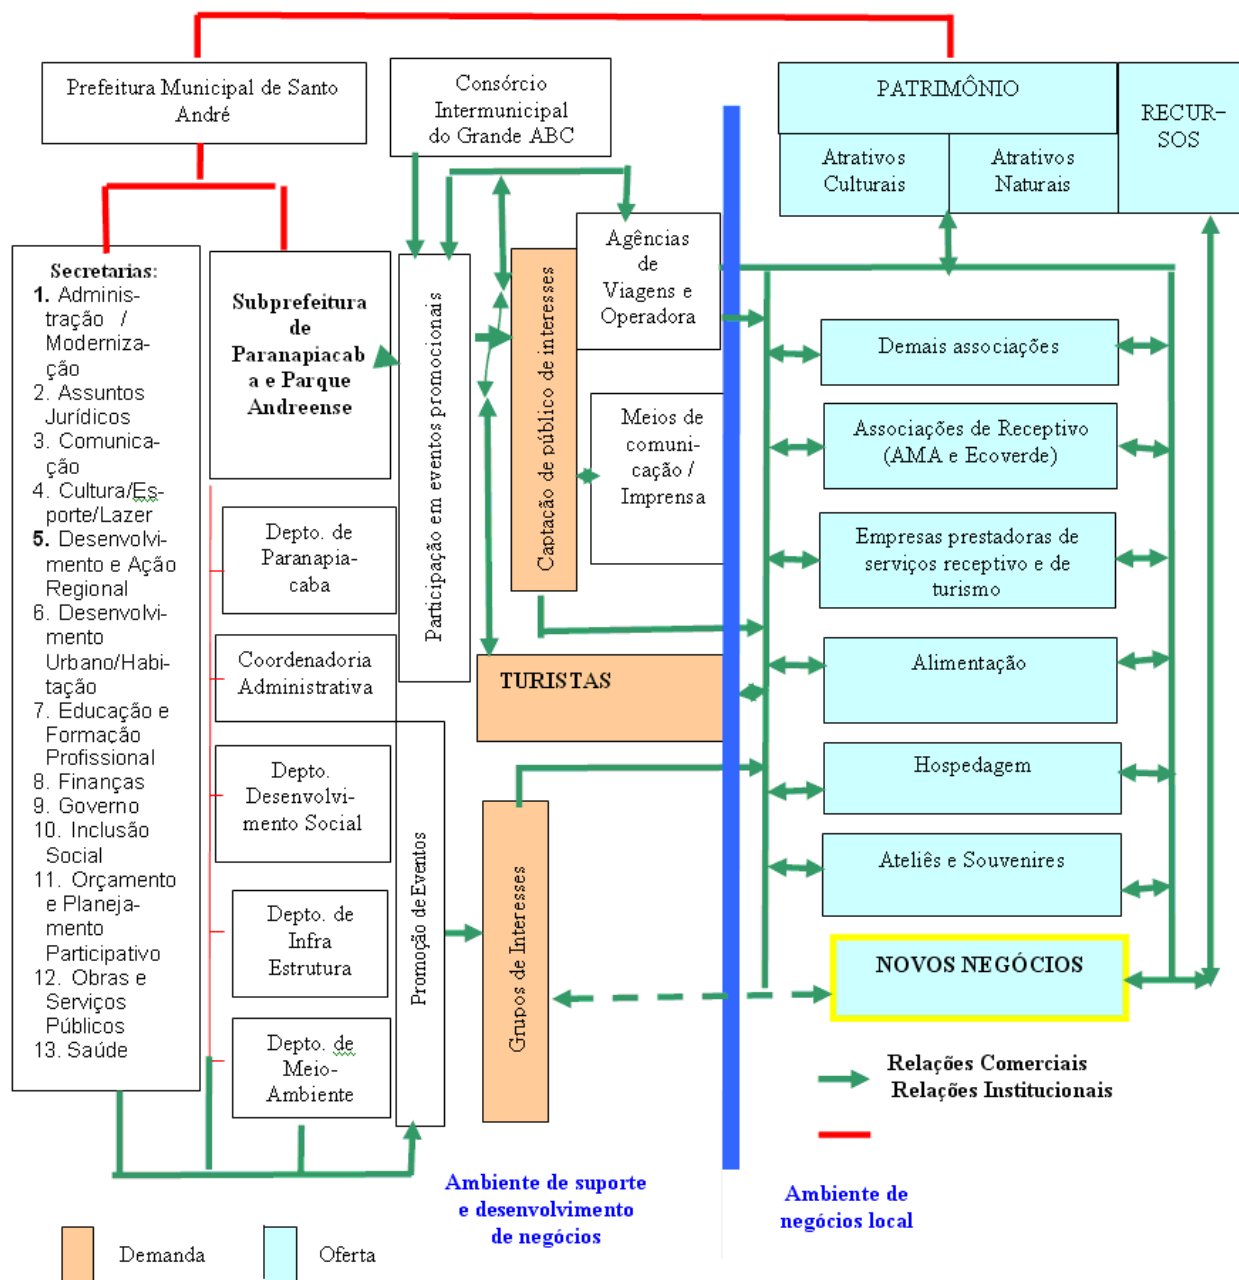 Prefeitura Municipal de Santo
André
Consórcio
Intermunicipal
do Grande ABC
PATRIMÔNIO
RECUR-
SOS
Atrativos
Culturais
Atrativos
Naturais
Secretarias:
1. Adminis-
tração /
Moderniza-
ção
2. Assuntos
Jurídicos
3. Comunica-
ção
4. Cultura/Es-
porte/Lazer
5. Desenvolvi-
mento e Ação
Regional
6. Desenvolvi-
mento
Urbano/Habi-
tação
7. Educação e
Formação
Profissional
8. Finanças
9. Governo
10. Inclusão
Social
11. Orçamento
e Planeja-
mento
Participativo
12. Obras e
Serviços
Públicos
13. Saúde
Subprefeitura
de
Paranapiacab
a e Parque
Andreense
Depto. de
Paranapia-
caba
Coordenadoria
Administrativa
Depto.
Desenvolvi-
mento Social
Depto. de
Infra
Estrutura
Depto. de
Meio-
Ambiente
Participação em eventos promocionais
Promoção de Eventos
Captação de público de interesses
Agências
de
Viagens e
Operadora
Meios de
comuni-
cação /
Imprensa
TURISTAS
Grupos de Interesses
Demais associações
Associações de Receptivo
(AMA e Ecoverde)
Empresas prestadoras de
serviços receptivo e de
turismo
Alimentação
Hospedagem
Ateliês e Souvenires
NOVOS NEGÓCIOS
Relações Comerciais
Relações Institucionais
Ambiente de suporte
e desenvolvimento
de negócios
Ambiente de
negócios local
Demanda
Oferta